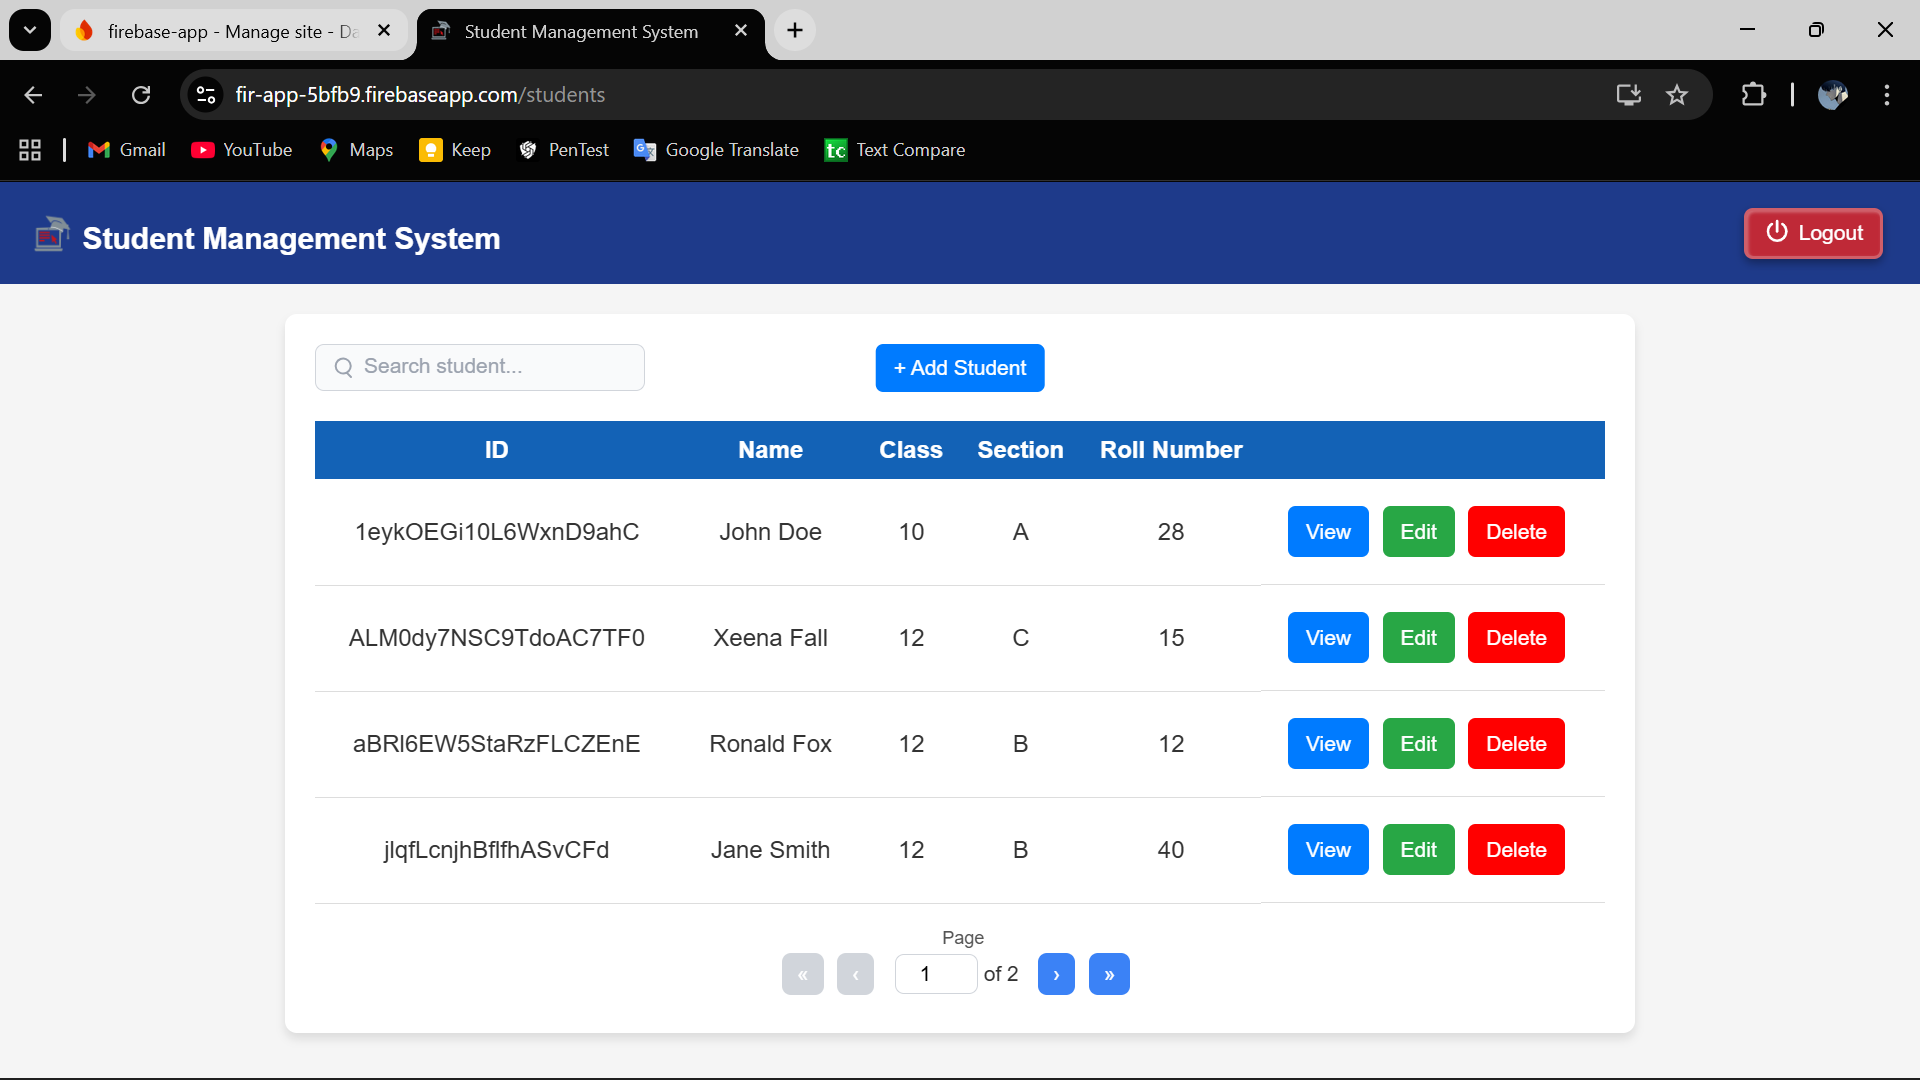 firebase-app - Manage site - Da
Student Management System
fir-app-5bfb9.firebaseapp.com/students
Gmail
YouTube
Maps
Keep
PenTest
Google Translate
tc Text Compare
Student Management System
Logout
Search student...
+ Add Student
ID Name Class Section Roll Number
1eykOEGi10L6WxnD9ahC John Doe 10 A 28 View Edit Delete
ALM0dy7NSC9TdoAC7TF0 Xeena Fall 12 C 15 View Edit Delete
aBRl6EW5StaRzFLCZEnE Ronald Fox 12 B 12 View Edit Delete
jlqfLcnjhBflfhASvCFd Jane Smith 12 B 40 View Edit Delete
Page
« ‹ 1 of 2 › »